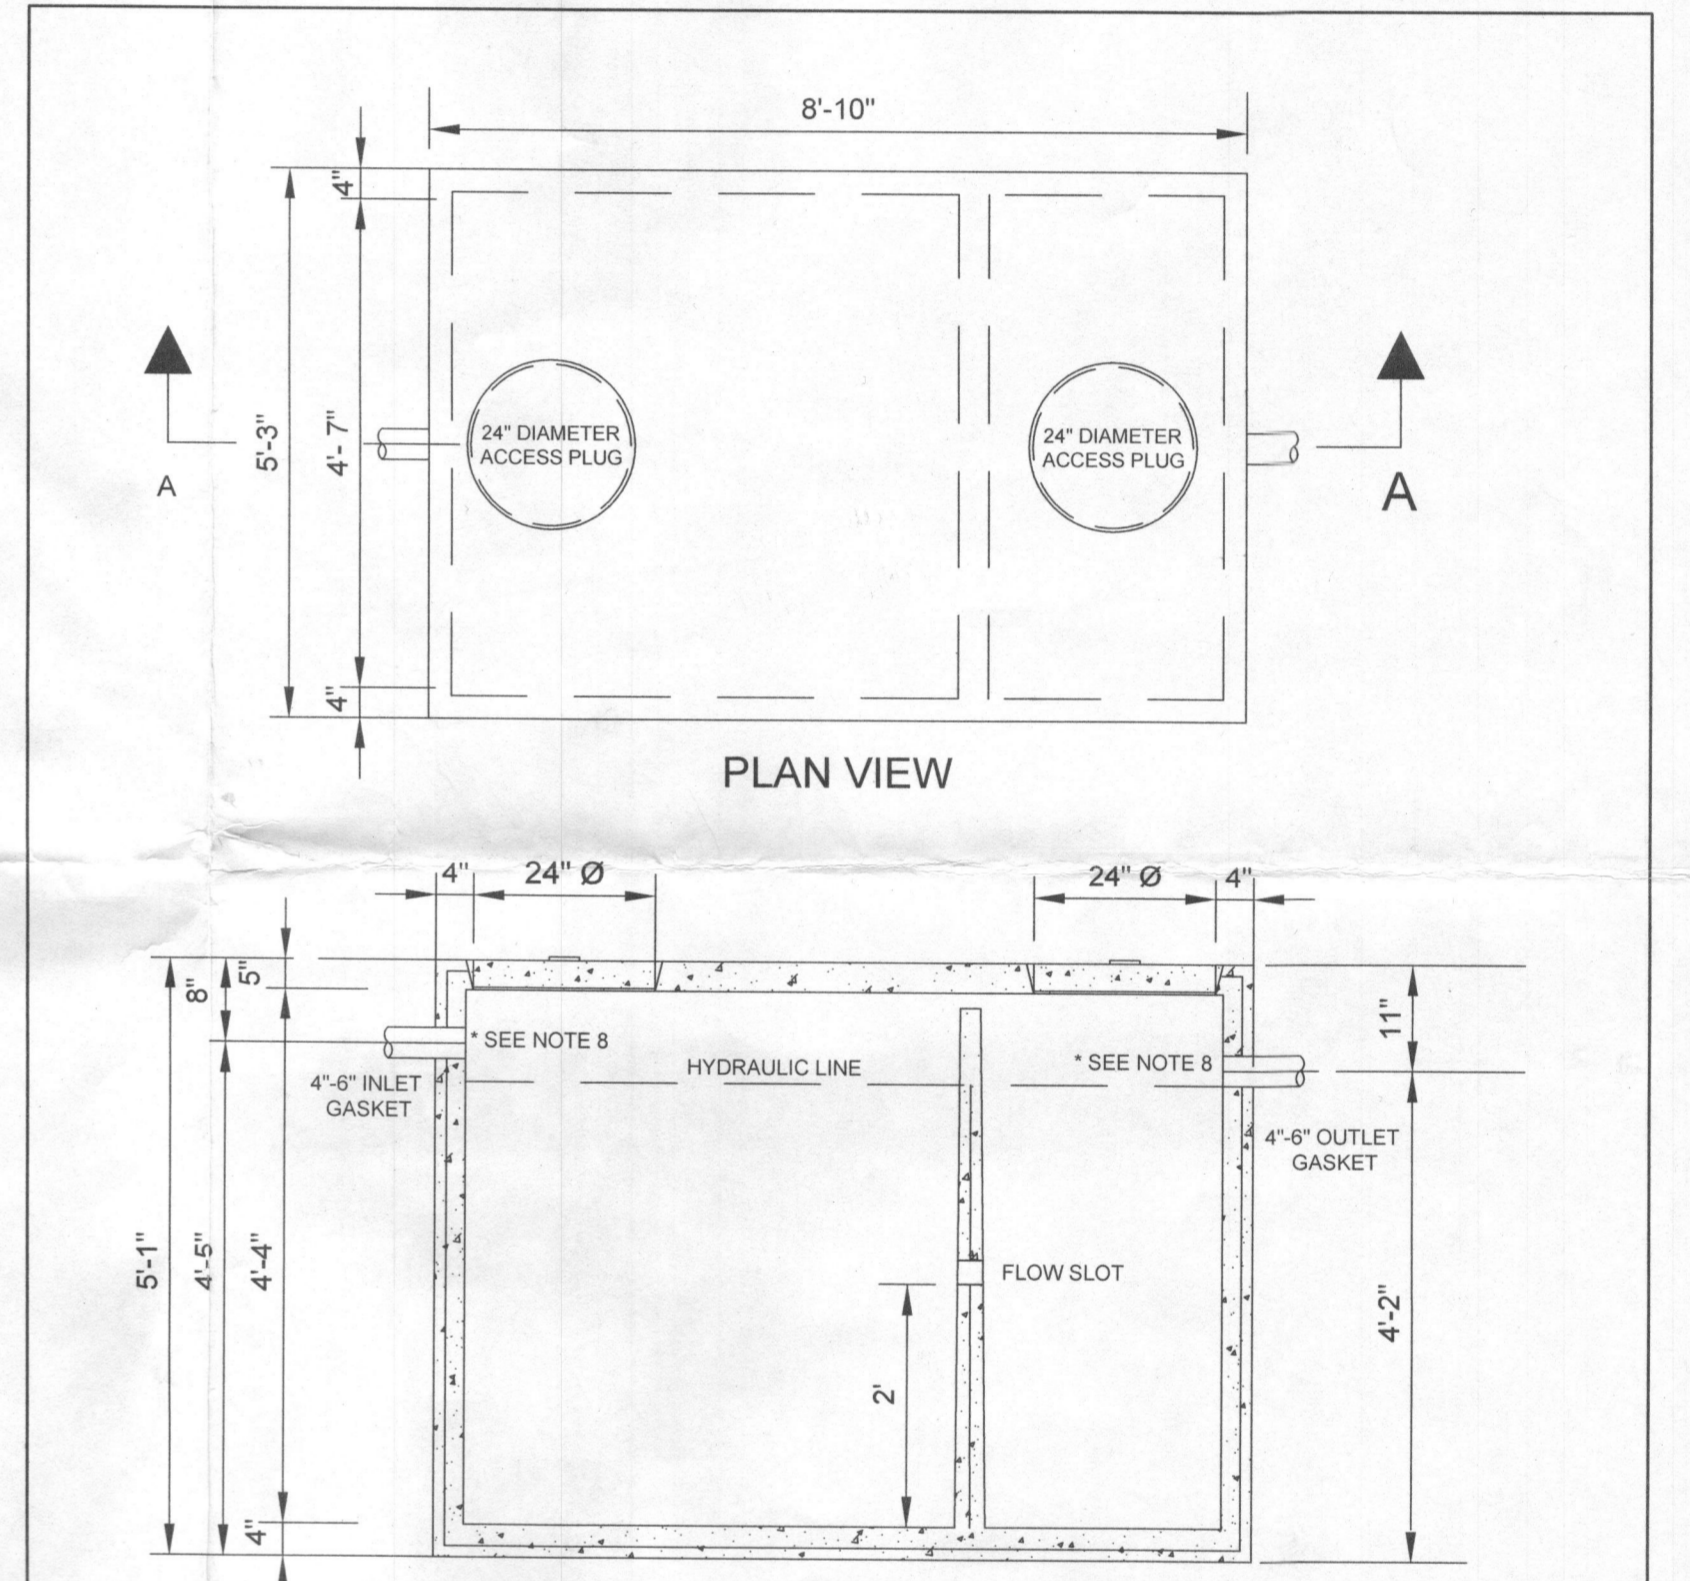 8'-10"
4"
5'-3"
4'- 7"
4"
24" DIAMETER
ACCESS PLUG
24" DIAMETER
ACCESS PLUG
A
A
PLAN VIEW
4"
24" Ø
24" Ø
4"
8"
5"
11"
* SEE NOTE 8
HYDRAULIC LINE
* SEE NOTE 8
4"-6" INLET
GASKET
4"-6" OUTLET
GASKET
5'-1"
4'-5"
4'-4"
FLOW SLOT
4'-2"
2'
4"